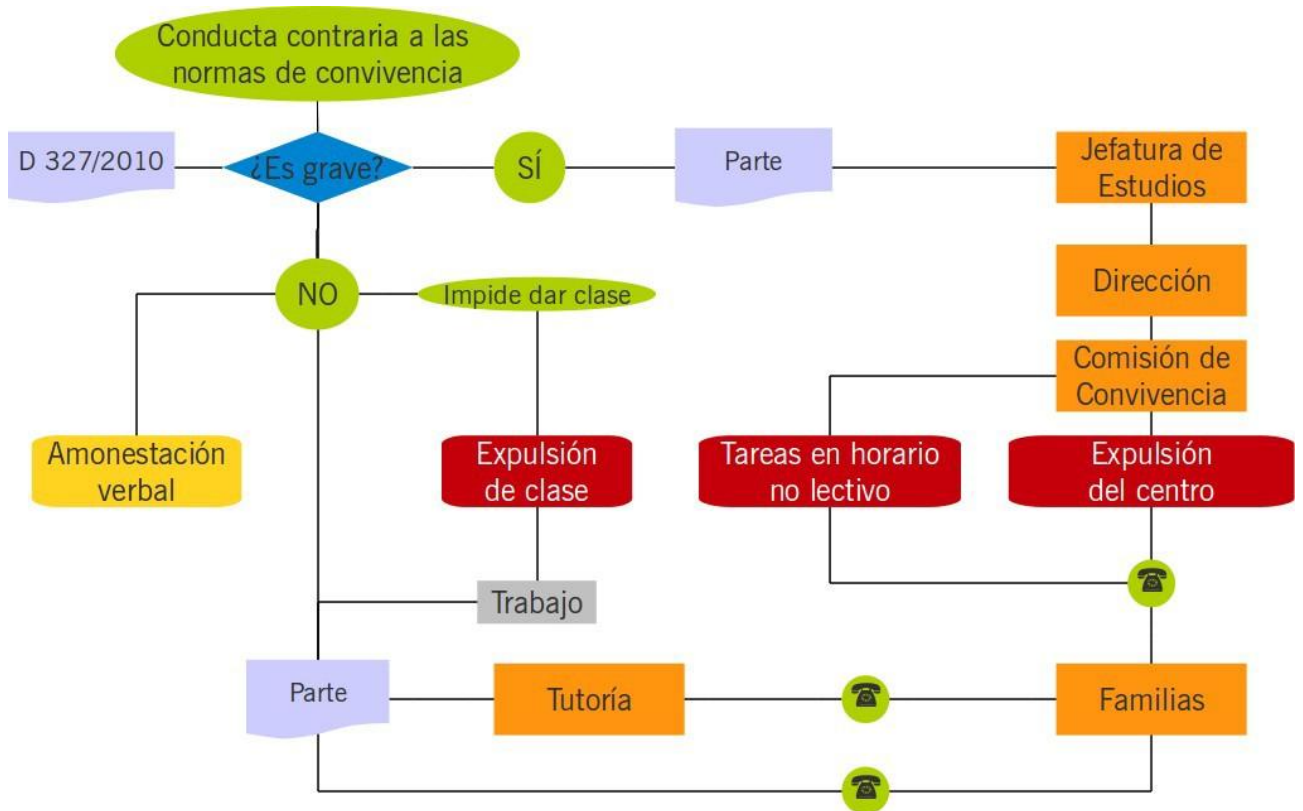 Conducta contraria a las
normas de convivencia
D 327/2010
¿Es grave?
SÍ
Parte
Jefatura de
Estudios
NO
Impide dar clase
Dirección
Comisión de
Convivencia
Amonestación
verbal
Expulsión
de clase
Tareas en horario
no lectivo
Expulsión
del centro
Trabajo
Parte
Tutoría
Familias